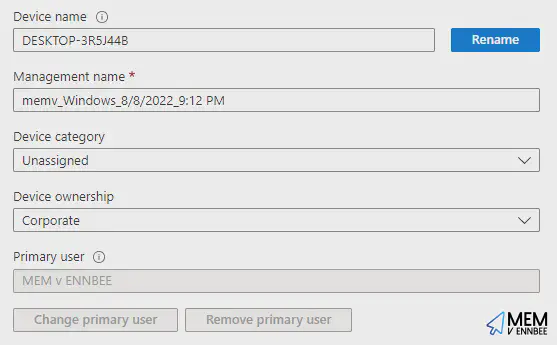 Device name
DESKTOP-3R5J44B
Rename
Management name *
memv_Windows_8/8/2022_9:12 PM
Device category
Unassigned
Device ownership
Corporate
Primary user
MEM v ENNBEE
Change primary user
Remove primary user
MEM
V ENNBEE